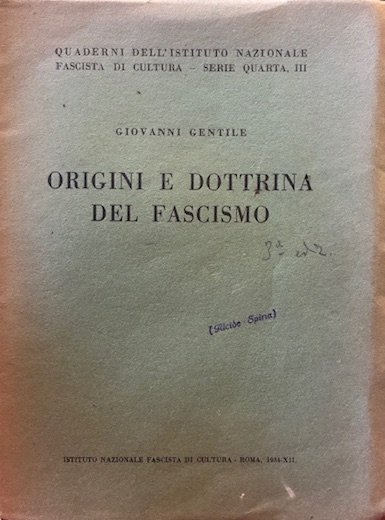 QUADERNI DELL'ISTITUTO NAZIONALE
FASCISTA DI CULTURA – SERIE QUARTA, III
GIOVANNI GENTILE
ORIGINI E DOTTRINA
DEL FASCISMO
3ª ed.
(Alcide Spina)
ISTITUTO NAZIONALE FASCISTA DI CULTURA - ROMA, 1934-XII.